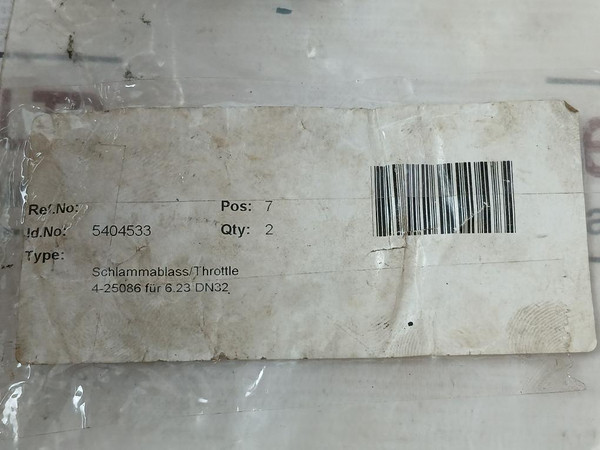 Ref.No:
Pos: 7
Id.No: 5404533
Qty: 2
Type:
Schlammablass/Throttle
4-25086 für 6.23 DN32